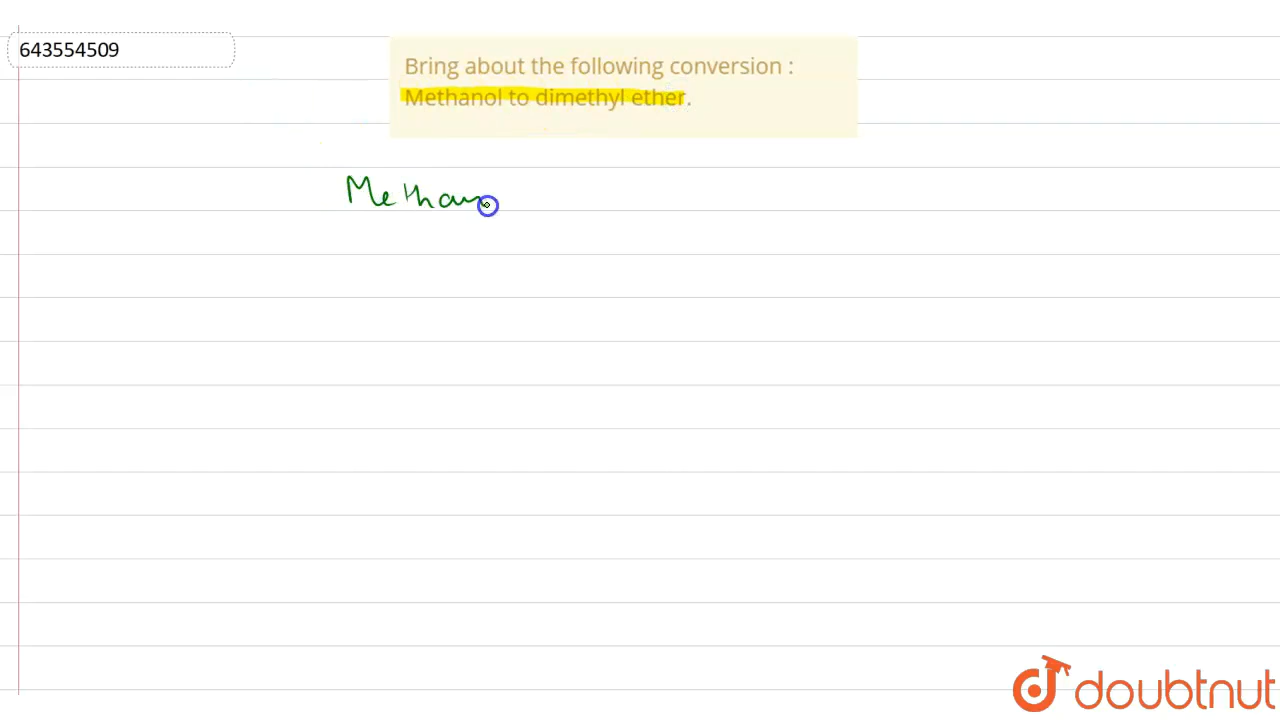 643554509
Bring about the following conversion :
Methanol to dimethyl ether.
Methan
doubtnut